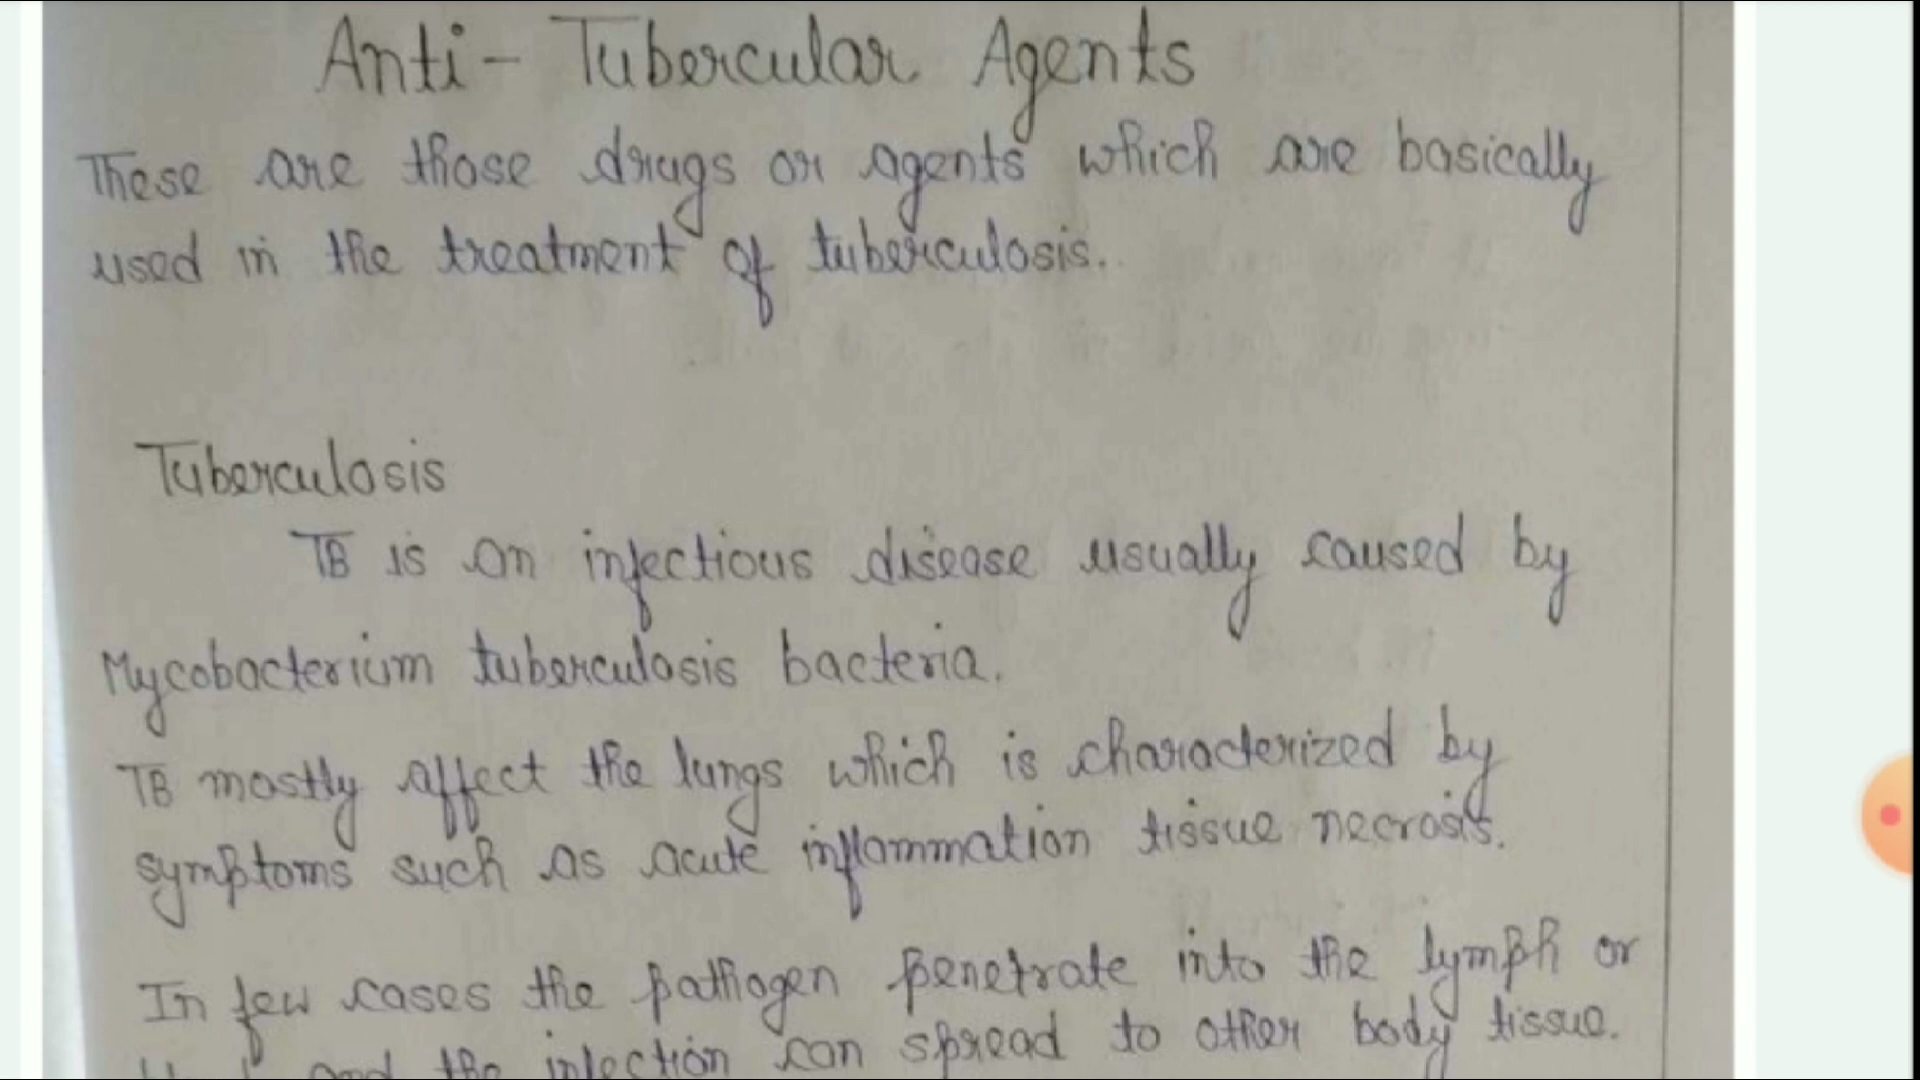 Anti - Tubercular Agents
These are those drugs or agents which are basically
used in the treatment of tuberculosis.
Tuberculosis
TB is an infectious disease usually caused by
Mycobacterium tuberculosis bacteria.
TB mostly affect the lungs which is characterized by
symptoms such as acute inflammation tissue necrosis.
In few cases the pathogen penetrate into the lymph or
and the infection can spread to other body tissue.